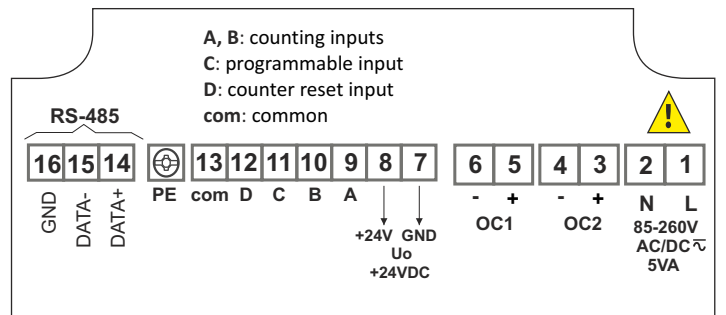 A, B: counting inputs
C: programmable input
D: counter reset input
com: common
RS-485
16 15 14 13 12 11 10 9 8 7 6 5 4 3 2 1
PE com D C B A - + - + N L
GND DATA- DATA+
OC1 OC2
+24V GND
Uo
+24VDC
85-260V
AC/DC
5VA
!